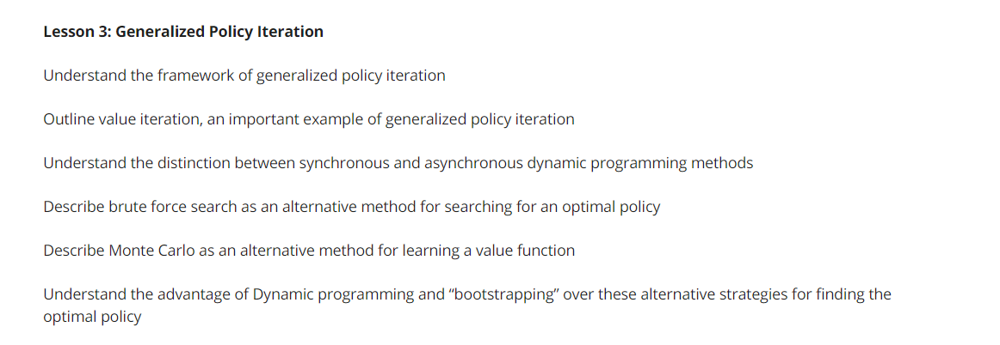 Lesson 3: Generalized Policy Iteration
Understand the framework of generalized policy iteration
Outline value iteration, an important example of generalized policy iteration
Understand the distinction between synchronous and asynchronous dynamic programming methods
Describe brute force search as an alternative method for searching for an optimal policy
Describe Monte Carlo as an alternative method for learning a value function
Understand the advantage of Dynamic programming and “bootstrapping” over these alternative strategies for finding the
optimal policy